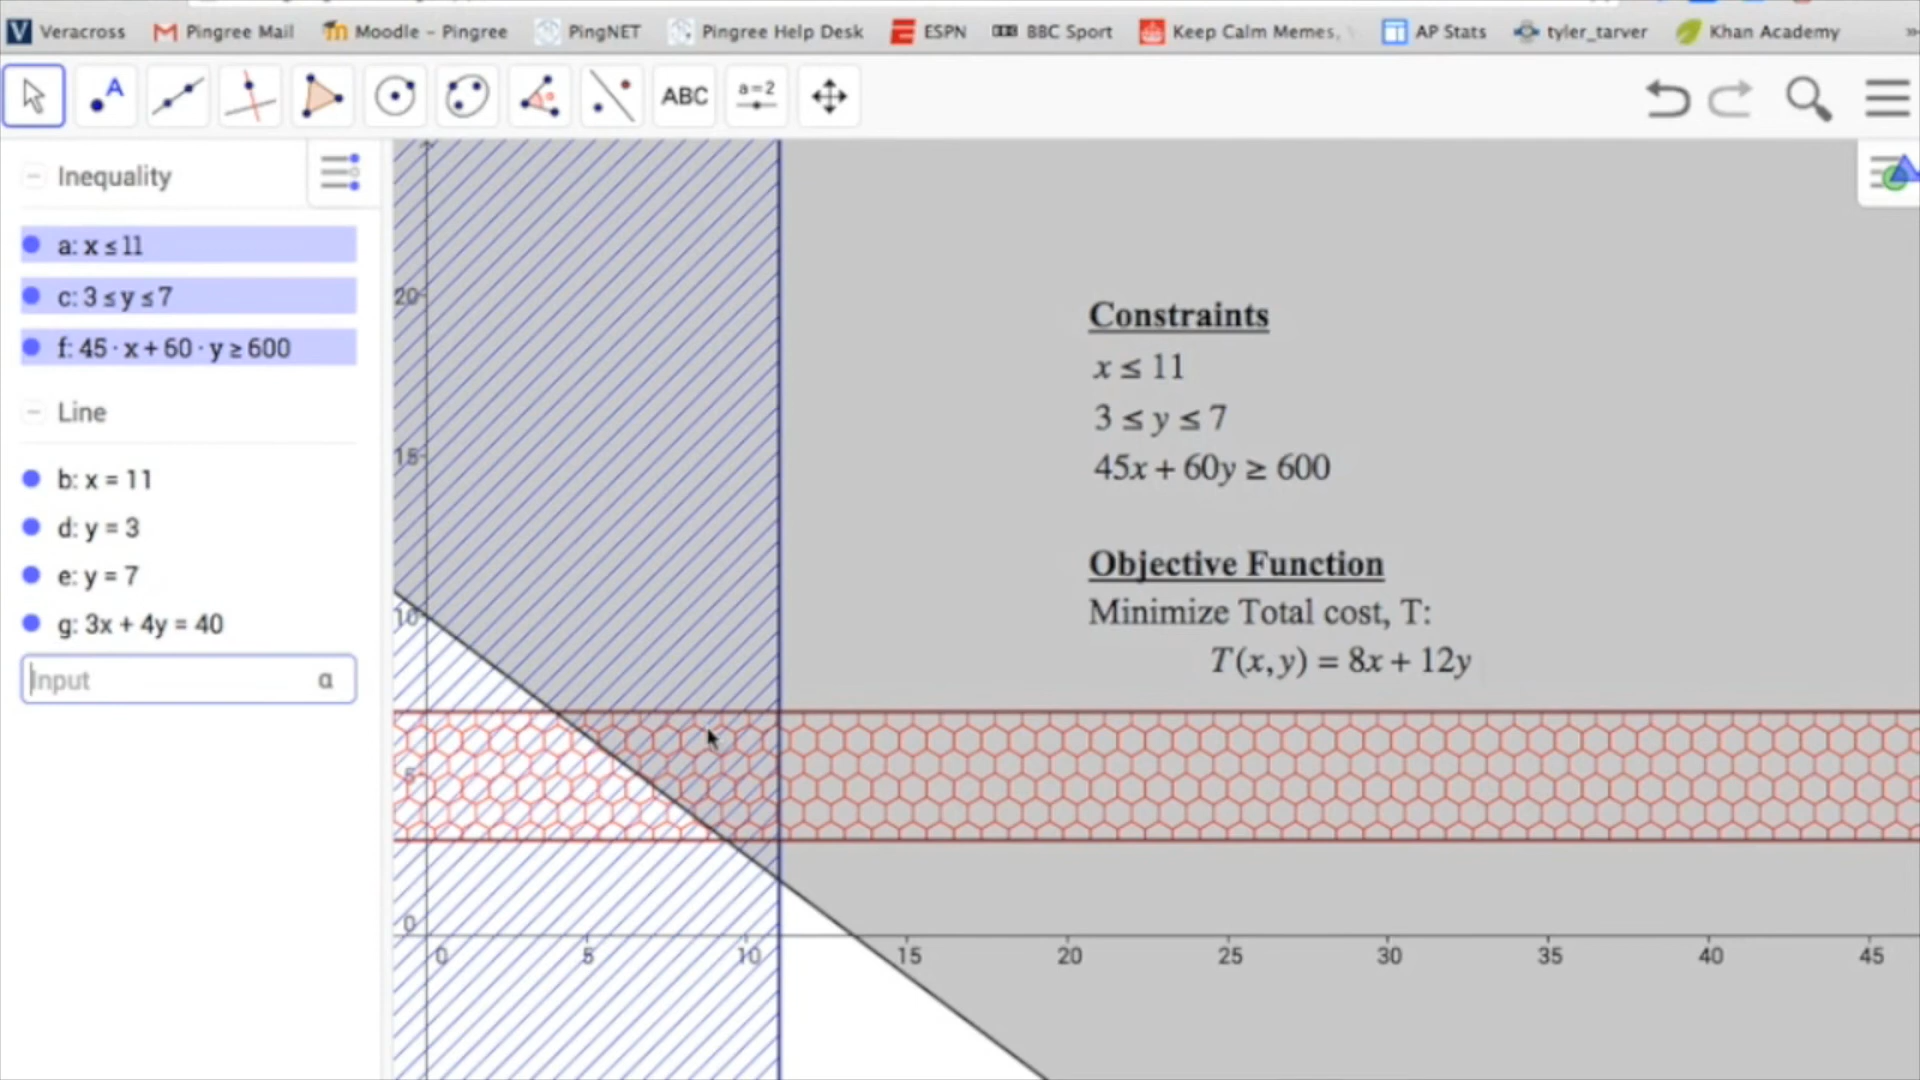 Veracross Pingree Mail Moodle - Pingree PingNET Pingree Help Desk ESPN BBC Sport Keep Calm Memes, AP Stats tyler_tarver Khan Academy »
A ABC a=2
Inequality
a: x ≤ 11
c: 3 ≤ y ≤ 7
f: 45 · x + 60 · y ≥ 600
Line
b: x = 11
d: y = 3
e: y = 7
g: 3x + 4y = 40
Input α
20
15
10
5
0
0 5 10 15 20 25 30 35 40 45
Constraints
x ≤ 11
3 ≤ y ≤ 7
45x + 60y ≥ 600
Objective Function
Minimize Total cost, T:
T(x, y) = 8x + 12y